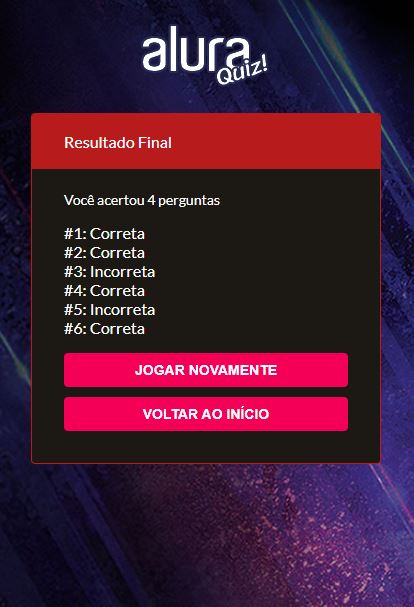 alura
Quiz!
Resultado Final
Você acertou 4 perguntas
#1: Correta
#2: Correta
#3: Incorreta
#4: Correta
#5: Incorreta
#6: Correta
JOGAR NOVAMENTE
VOLTAR AO INÍCIO